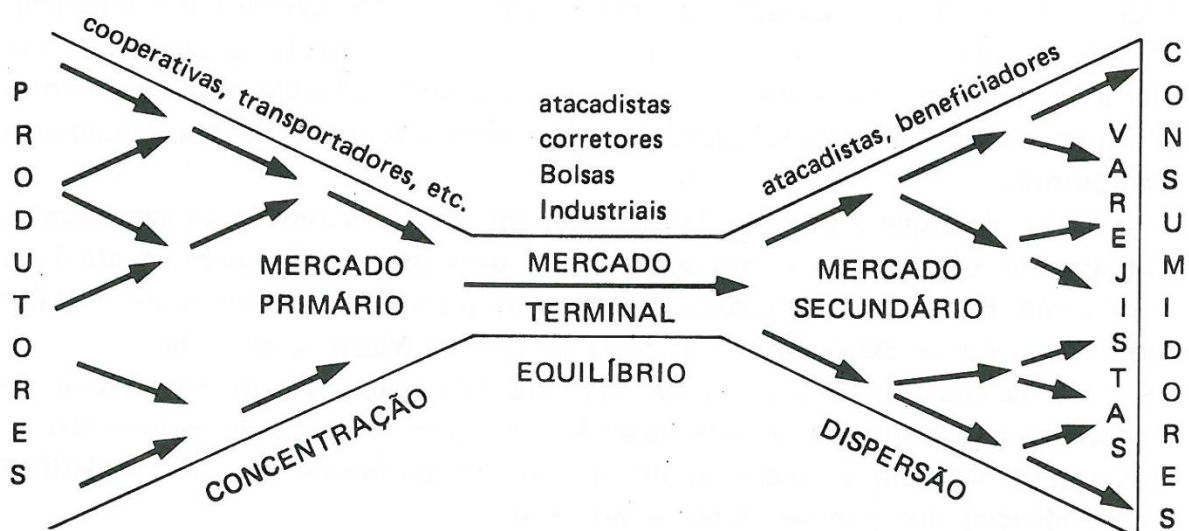 PRODUTORES
cooperativas, transportadores, etc.
MERCADO
PRIMÁRIO
CONCENTRAÇÃO
atacadistas
corretores
Bolsas
Industriais
MERCADO
TERMINAL
EQUILÍBRIO
atacadistas, beneficiadores
MERCADO
SECUNDÁRIO
DISPERSÃO
VAREJISTAS
CONSUMIDORES